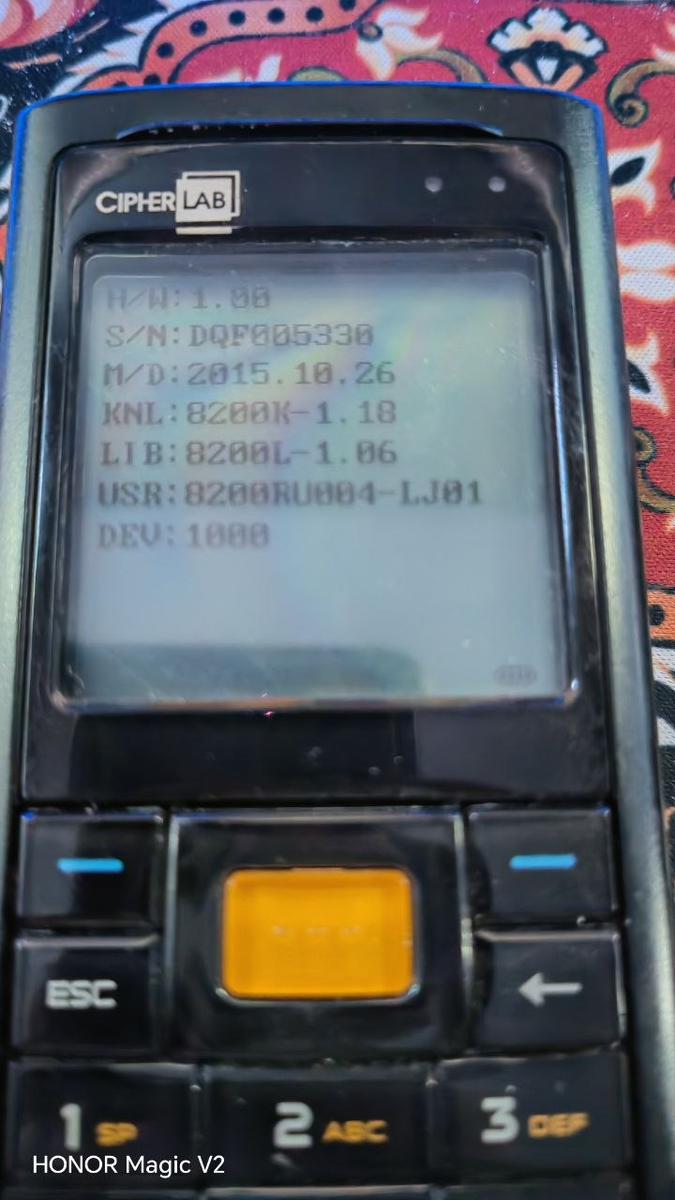 CIPHERLAB
H/W:1.00
S/N:DQF005330
M/D:2015.10.26
KNL:8200K-1.18
LIB:8200L-1.06
USR:8200RU004-LJ01
DEV:1000
ESC ←
1 SP 2 ABC 3 DEF
HONOR Magic V2